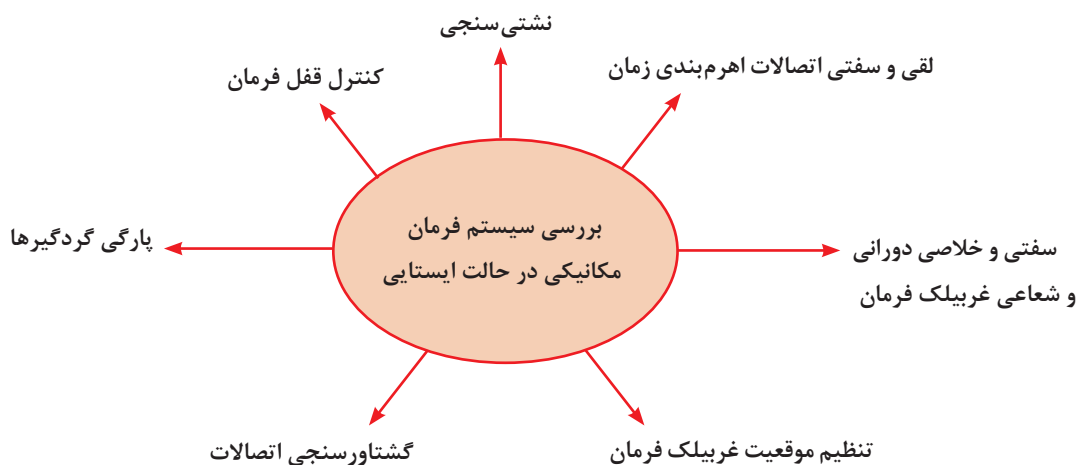 نشتی‌سنجی
لقی و سفتی اتصالات اهرم‌بندی زمان
کنترل قفل فرمان
بررسی سیستم فرمان
مکانیکی در حالت ایستایی
سفتی و خلاصی دورانی
و شعاعی غربیلک فرمان
پارگی گردگیرها
تنظیم موقعیت غربیلک فرمان
گشتاورسنجی اتصالات